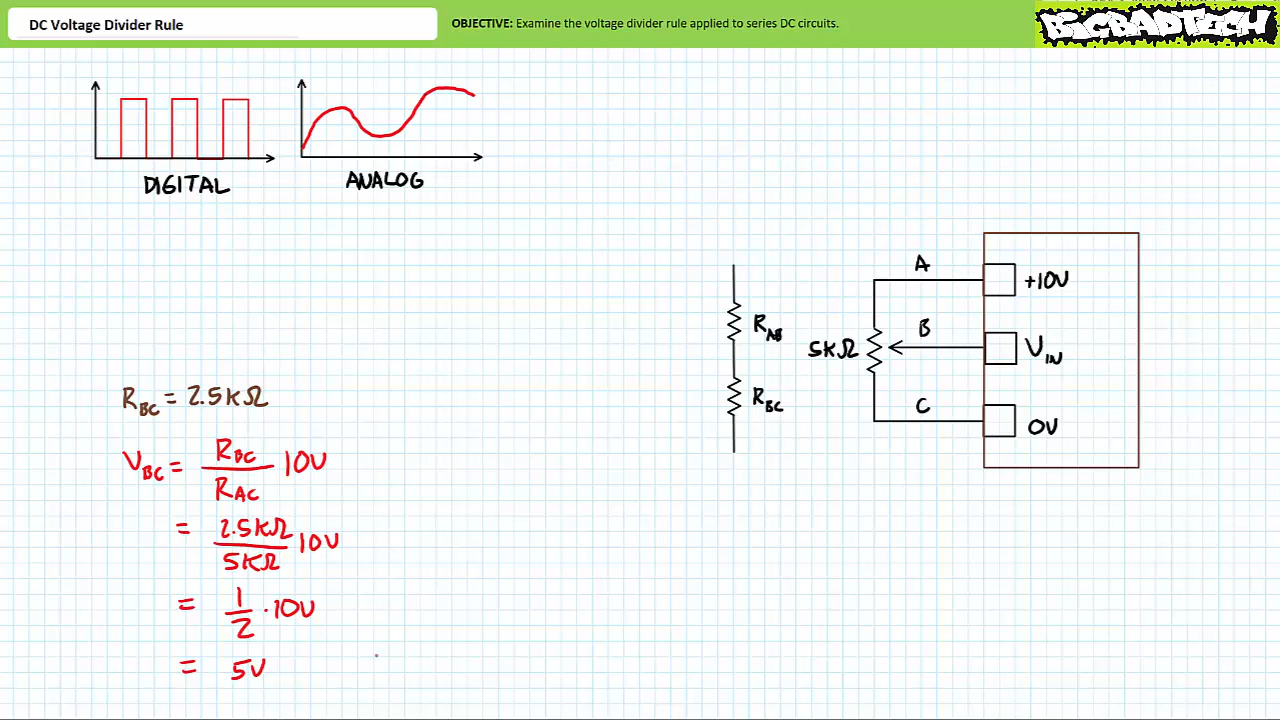 DC Voltage Divider Rule
OBJECTIVE: Examine the voltage divider rule applied to series DC circuits.
BIGBADTECH
DIGITAL
ANALOG
A
+10V
R_AB
5kΩ
B
V_IN
R_BC
C
0V
R_BC = 2.5kΩ
V_BC = R_BC/R_AC 10V
= 2.5kΩ/5kΩ 10V
= 1/2 · 10V
= 5V